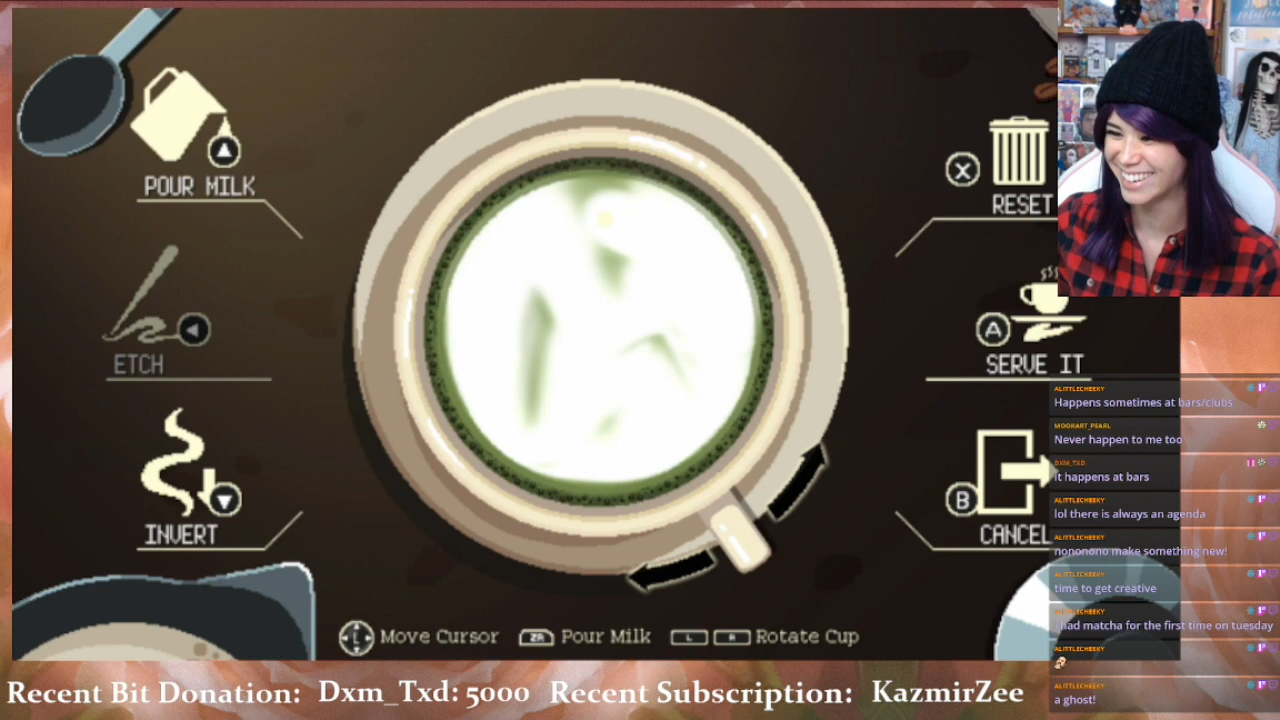 POUR MILK
ETCH
INVERT
X
RESET
A
SERVE IT
B
CANCEL
L Move Cursor ZR Pour Milk L R Rotate Cup
ALITTLECHEEKY
Happens sometimes at bars/clubs
MOOKART_PEARL
Never happen to me too
DXM_TXD
it happens at bars
ALITTLECHEEKY
lol there is always an agenda
ALITTLECHEEKY
nononono make something new!
ALITTLECHEEKY
time to get creative
ALITTLECHEEKY
had matcha for the first time on tuesday
ALITTLECHEEKY
ALITTLECHEEKY
a ghost!
Recent Bit Donation: Dxn_Txd: 5000 Recent Subscription: KazmirZee